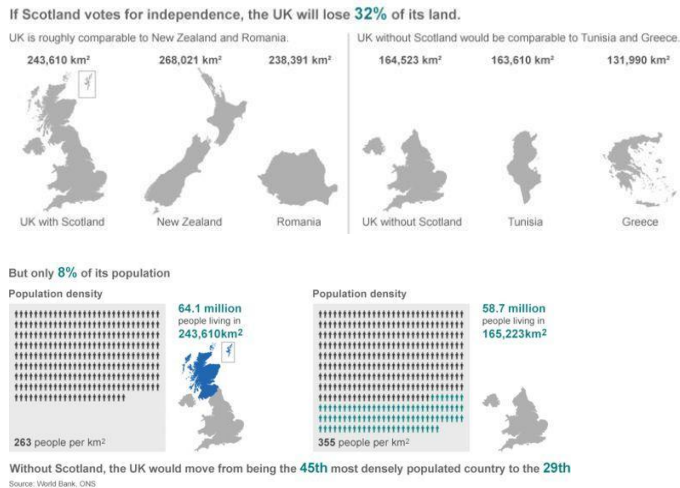 If Scotland votes for independence, the UK will lose 32% of its land.
UK is roughly comparable to New Zealand and Romania.
243,610 km²
268,021 km²
238,391 km²
UK with Scotland
New Zealand
Romania
UK without Scotland would be comparable to Tunisia and Greece.
164,523 km²
163,610 km²
131,990 km²
UK without Scotland
Tunisia
Greece
But only 8% of its population
Population density
64.1 million
people living in
243,610km2
263 people per km2
Population density
58.7 million
people living in
165,223km2
355 people per km2
Without Scotland, the UK would move from being the 45th most densely populated country to the 29th
Source: World Bank, ONS